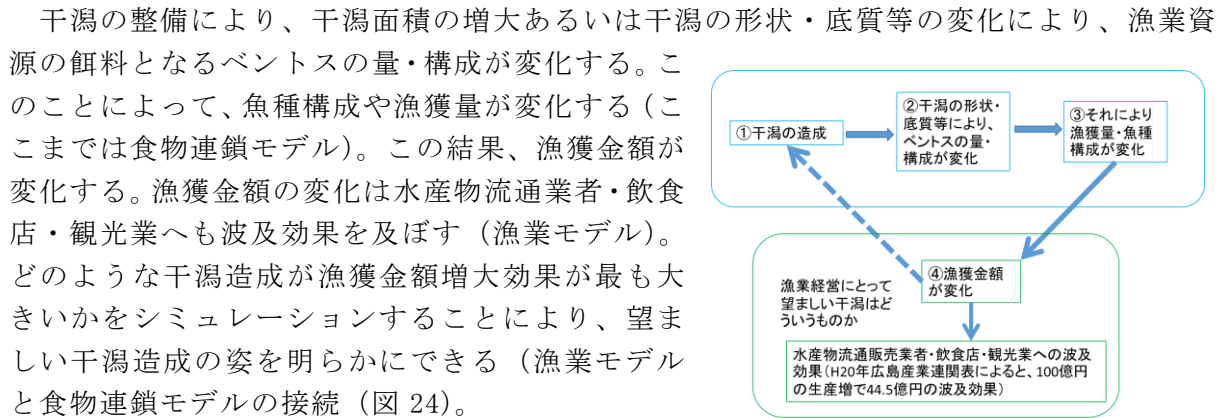 干潟の整備により、干潟面積の増大あるいは干潟の形状・底質等の変化により、漁業資
源の餌料となるベントスの量・構成が変化する。こ
のことによって、魚種構成や漁獲量が変化する（こ
こまでは食物連鎖モデル）。この結果、漁獲金額が
変化する。漁獲金額の変化は水産物流通業者・飲食
店・観光業へも波及効果を及ぼす（漁業モデル）。
どのような干潟造成が漁獲金額増大効果が最も大
きいかをシミュレーションすることにより、望ま
しい干潟造成の姿を明らかにできる（漁業モデル
と食物連鎖モデルの接続（図 24）。
①干潟の造成
②干潟の形状・
底質等により、
ベントスの量・
構成が変化
③それにより
漁獲量・魚種
構成が変化
④漁獲金額
が変化
漁業経営にとって
望ましい干潟はど
ういうものか
水産物流通販売業者・飲食店・観光業への波及
効果（H20年広島産業連関表によると、100億円
の生産増で44.5億円の波及効果）